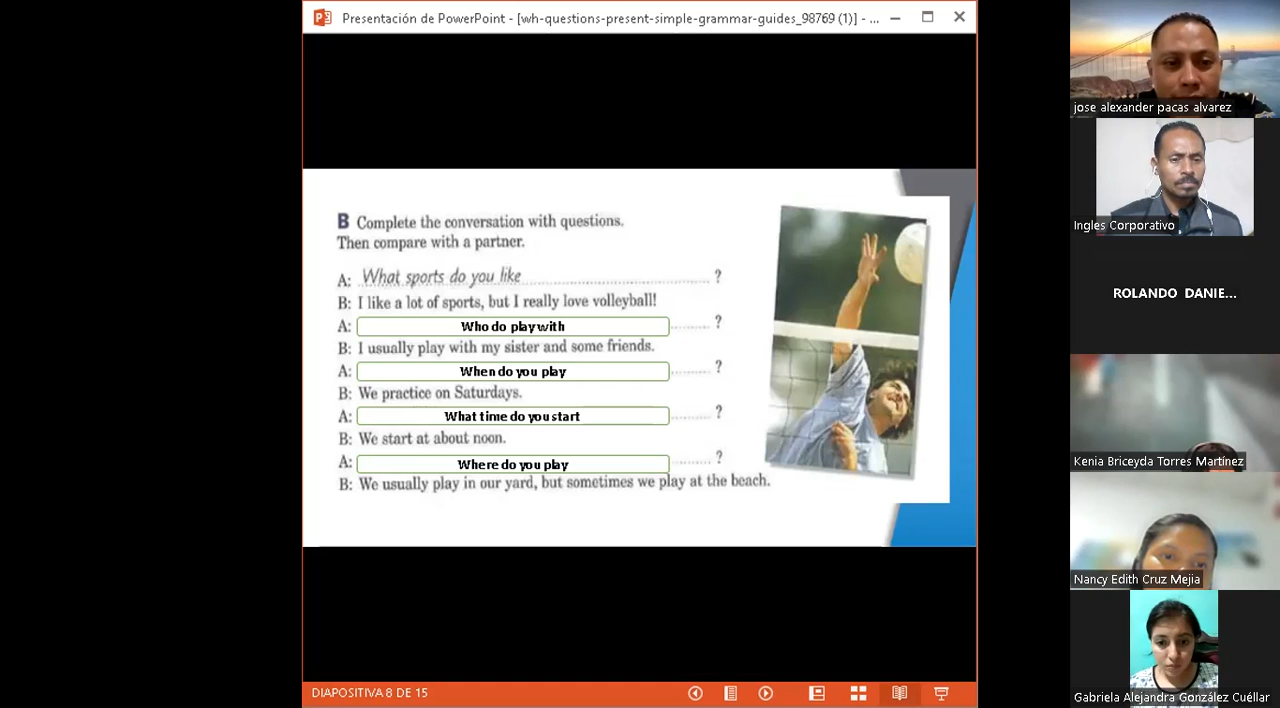 Presentación de PowerPoint - [wh-questions-present-simple-grammar-guides_98769 (1)] - ...
B Complete the conversation with questions.
Then compare with a partner.
A: What sports do you like ?
B: I like a lot of sports, but I really love volleyball!
A: Who do play with ?
B: I usually play with my sister and some friends.
A: When do you play ?
B: We practice on Saturdays.
A: What time do you start ?
B: We start at about noon.
A: Where do you play ?
B: We usually play in our yard, but sometimes we play at the beach.
DIAPOSITIVA 8 DE 15
jose alexander pacas alvarez
Ingles Corporativo
ROLANDO DANIE...
Kenia Briceyda Torres Martínez
Nancy Edith Cruz Mejia
Gabriela Alejandra González Cuéllar